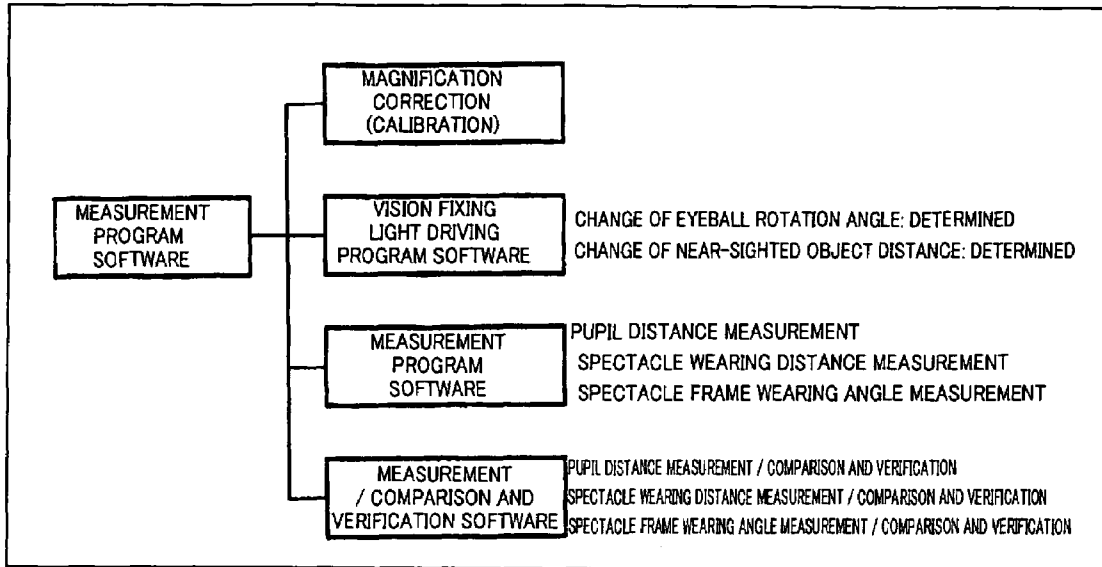 MAGNIFICATION
CORRECTION
(CALIBRATION)
MEASUREMENT
PROGRAM
SOFTWARE
VISION FIXING
LIGHT DRIVING
PROGRAM SOFTWARE
CHANGE OF EYEBALL ROTATION ANGLE: DETERMINED
CHANGE OF NEAR-SIGHTED OBJECT DISTANCE: DETERMINED
MEASUREMENT
PROGRAM
SOFTWARE
PUPIL DISTANCE MEASUREMENT
SPECTACLE WEARING DISTANCE MEASUREMENT
SPECTACLE FRAME WEARING ANGLE MEASUREMENT
MEASUREMENT
/ COMPARISON AND
VERIFICATION SOFTWARE
PUPIL DISTANCE MEASUREMENT / COMPARISON AND VERIFICATION
SPECTACLE WEARING DISTANCE MEASUREMENT / COMPARISON AND VERIFICATION
SPECTACLE FRAME WEARING ANGLE MEASUREMENT / COMPARISON AND VERIFICATION